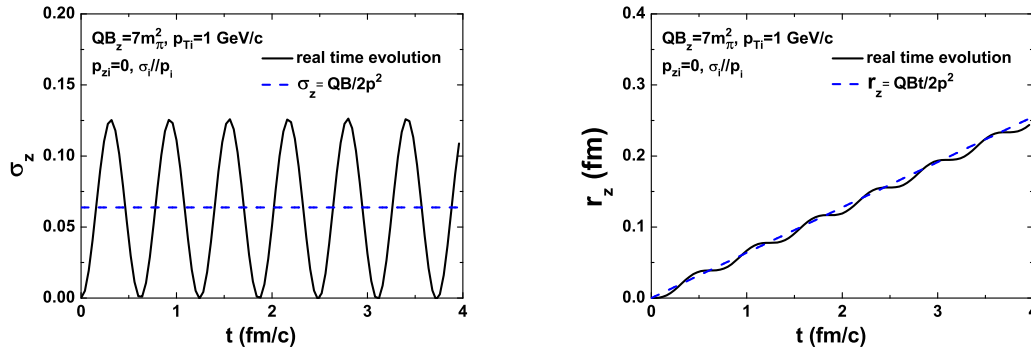 0.20
QB_z=7m_π^2, p_Ti=1 GeV/c
p_zi=0, σ_i//p_i
real time evolution
σ_z = QB/2p^2
0.15
0.10
0.05
0.00
σ_z
0 1 2 3 4
t (fm/c)
0.4
QB_z=7m_π^2, p_Ti=1 GeV/c
p_zi=0, σ_i//p_i
real time evolution
r_z= QBt/2p^2
0.3
0.2
0.1
0.0
r_z (fm)
0 1 2 3 4
t (fm/c)